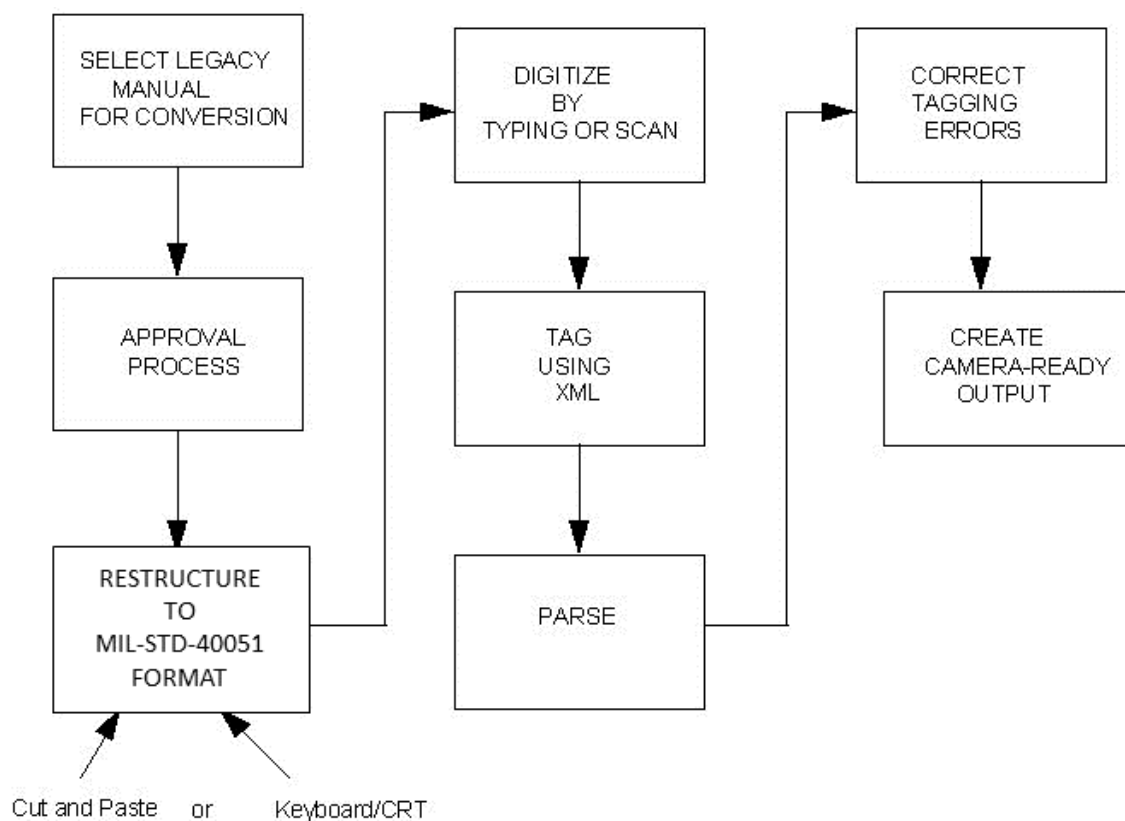 SELECT LEGACY
MANUAL
FOR CONVERSION
APPROVAL
PROCESS
RESTRUCTURE
TO
MIL-STD-40051
FORMAT
Cut and Paste or Keyboard/CRT
DIGITIZE
BY
TYPING OR SCAN
TAG
USING
XML
PARSE
CORRECT
TAGGING
ERRORS
CREATE
CAMERA-READY
OUTPUT